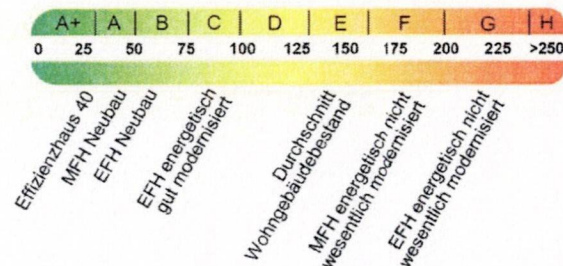 A+ A B C D E F G H
0 25 50 75 100 125 150 175 200 225 >250
Effizienzhaus 40
MFH Neubau
EFH Neubau
EFH energetisch
gut modernisiert
Durchschnitt
Wohngebäudebestand
MFH energetisch nicht
wesentlich modernisiert
EFH energetisch nicht
wesentlich modernisiert